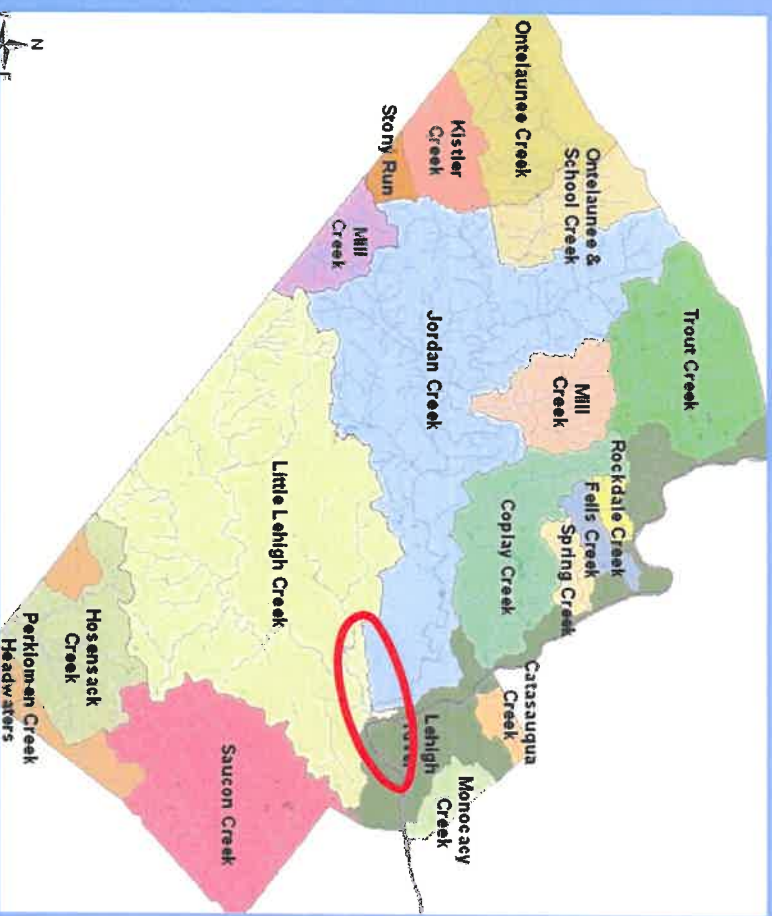 Ontelaunee Creek
Kistler
Creek
Stony Run
Ontelaunee &
School Creek
Mill
Creek
Trout Creek
Jordan Creek
Mill
Creek
Rockdale Creek
Fells Creek
Spring Creek
Coplay Creek
Little Lehigh Creek
Catasauqua
Creek
Lehigh
River
Monocacy
Creek
Hosensack
Creek
Perkiomen Creek
Headwaters
Saucon Creek
N
E